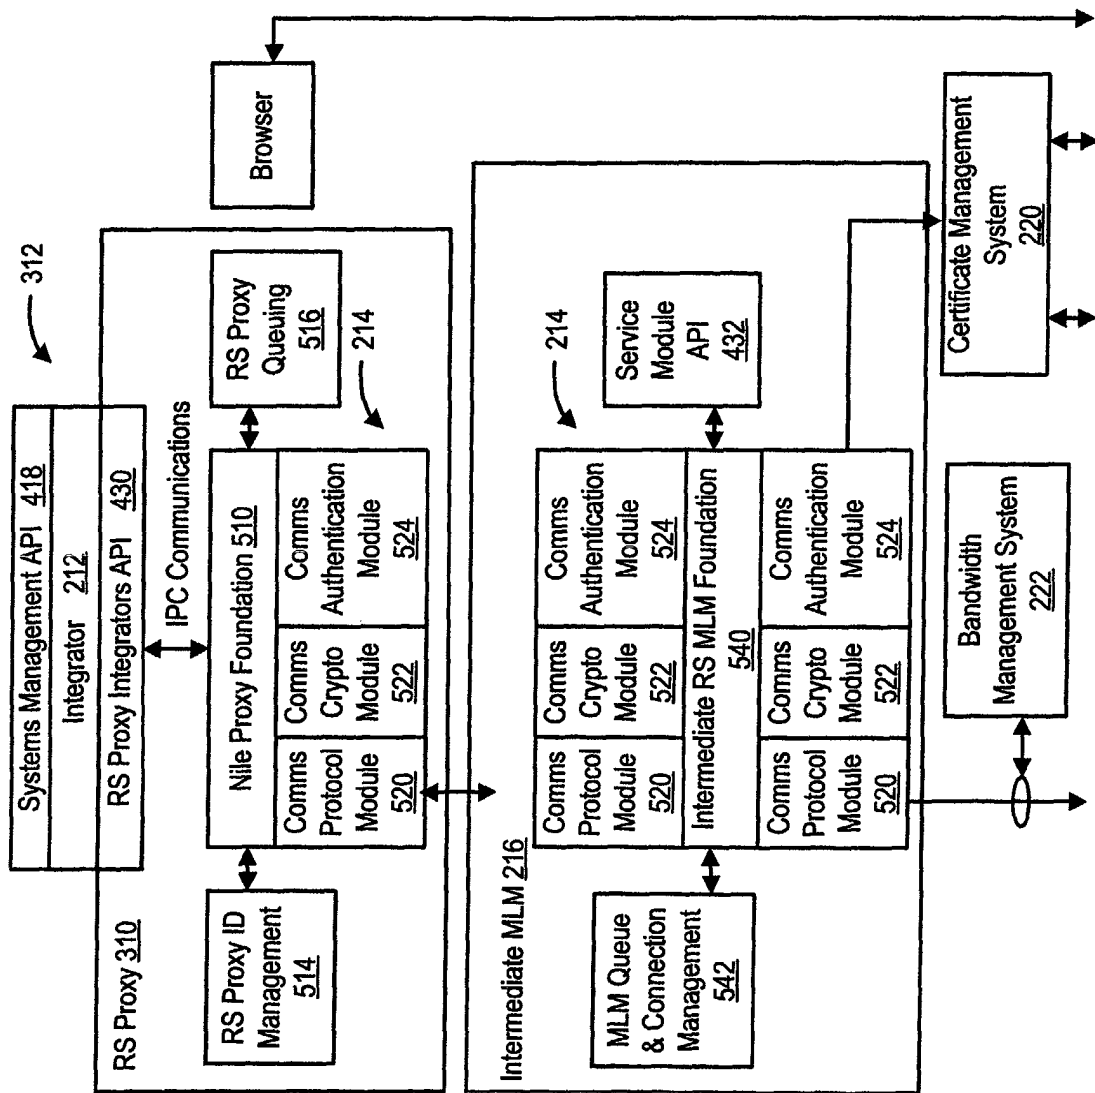 312
Systems Management API 418
Integrator 212
RS Proxy Integrators API 430
RS Proxy 310
IPC Communications
Browser
RS Proxy ID
Management
514
Nile Proxy Foundation 510
RS Proxy
Queuing
516
Comms
Protocol
Module
520
Comms
Crypto
Module
522
Comms
Authentication
Module
524
214
Intermediate MLM 216
214
MLM Queue
& Connection
Management
542
Comms
Protocol
Module
520
Comms
Crypto
Module
522
Comms
Authentication
Module
524
Intermediate RS MLM Foundation
540
Service
Module
API
432
Comms
Protocol
Module
520
Comms
Crypto
Module
522
Comms
Authentication
Module
524
Bandwidth
Management System
222
Certificate Management
System
220